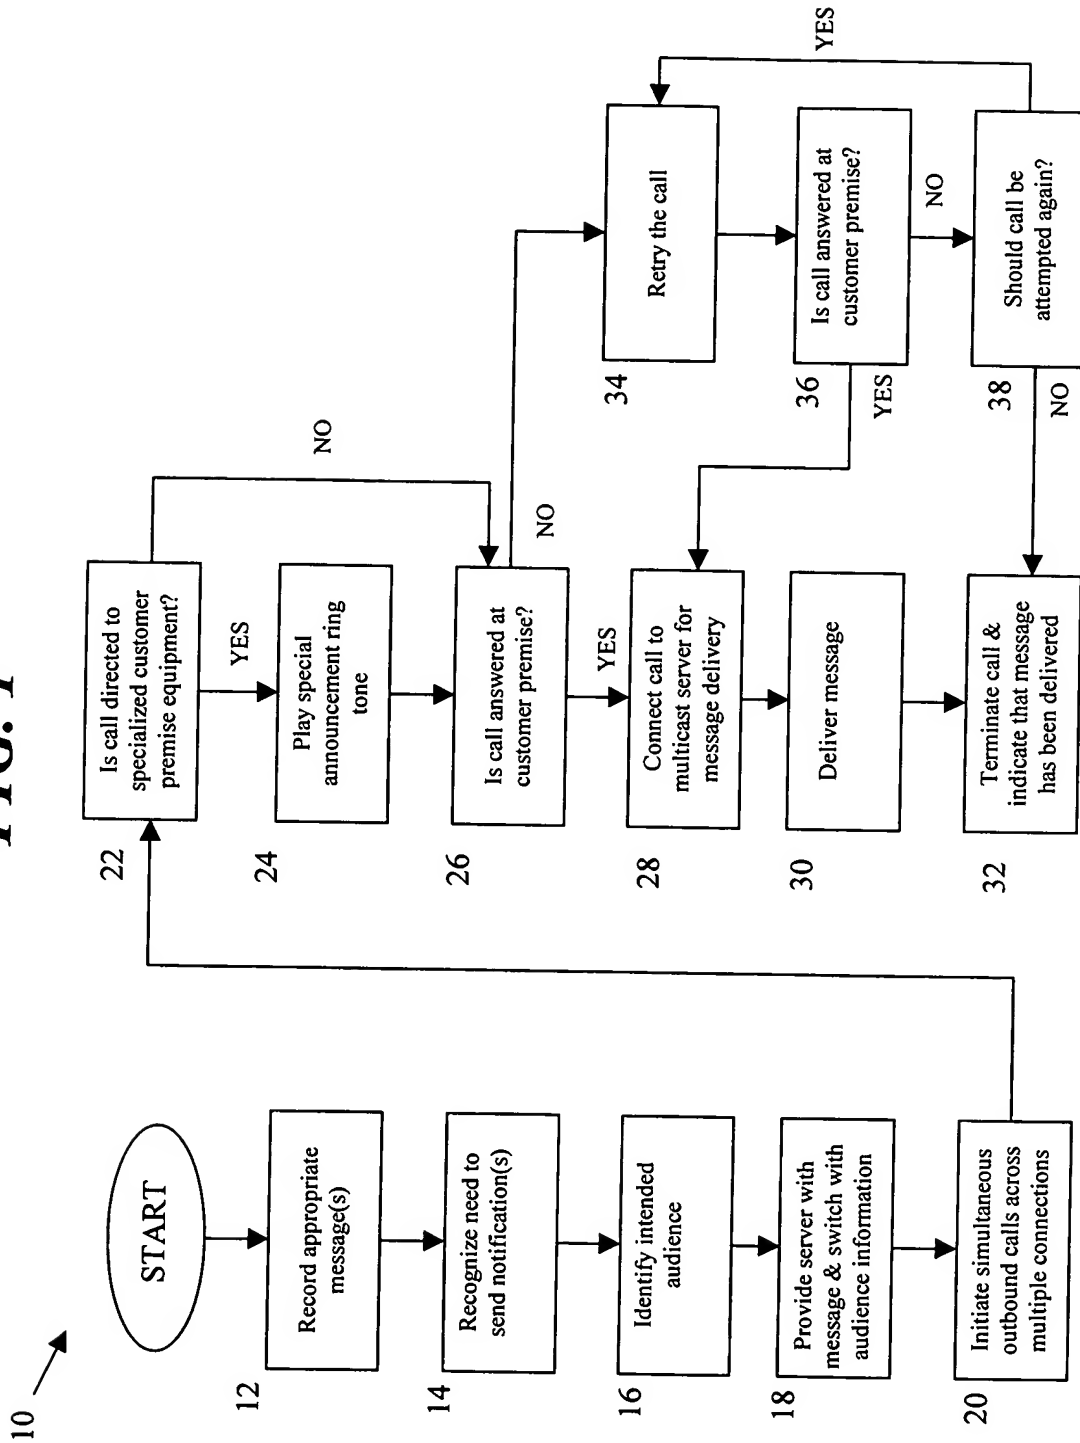 FIG. 1
10
START
12
Record appropriate
message(s)
14
Recognize need to
send notification(s)
16
Identify intended
audience
18
Provide server with
message & switch with
audience information
20
Initiate simultaneous
outbound calls across
multiple connections
22
Is call directed to
specialized customer
premise equipment?
NO
YES
24
Play special
announcement ring
tone
26
Is call answered at
customer premise?
NO
YES
28
Connect call to
multicast server for
message delivery
30
Deliver message
32
Terminate call &
indicate that message
has been delivered
34
Retry the call
36
Is call answered at
customer premise?
YES
NO
38
Should call be
attempted again?
YES
NO